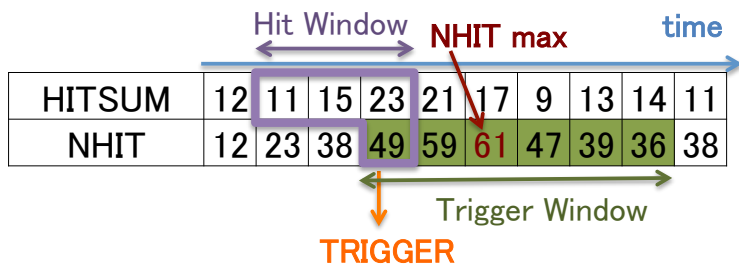 Hit Window
NHIT max
time
HITSUM 12 11 15 23 21 17 9 13 14 11
NHIT 12 23 38 49 59 61 47 39 36 38
Trigger Window
TRIGGER